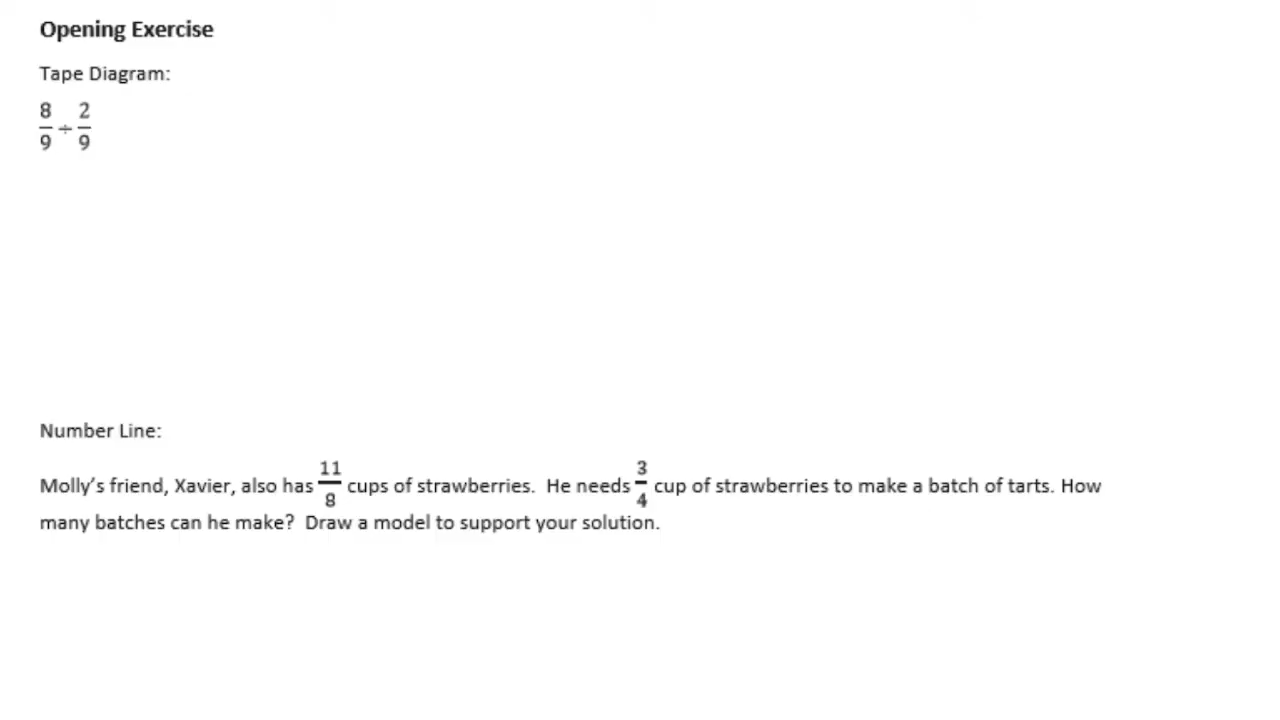 Opening Exercise
Tape Diagram:
8/9 ÷ 2/9
Number Line:
Molly's friend, Xavier, also has 11/8 cups of strawberries. He needs 3/4 cup of strawberries to make a batch of tarts. How
many batches can he make? Draw a model to support your solution.